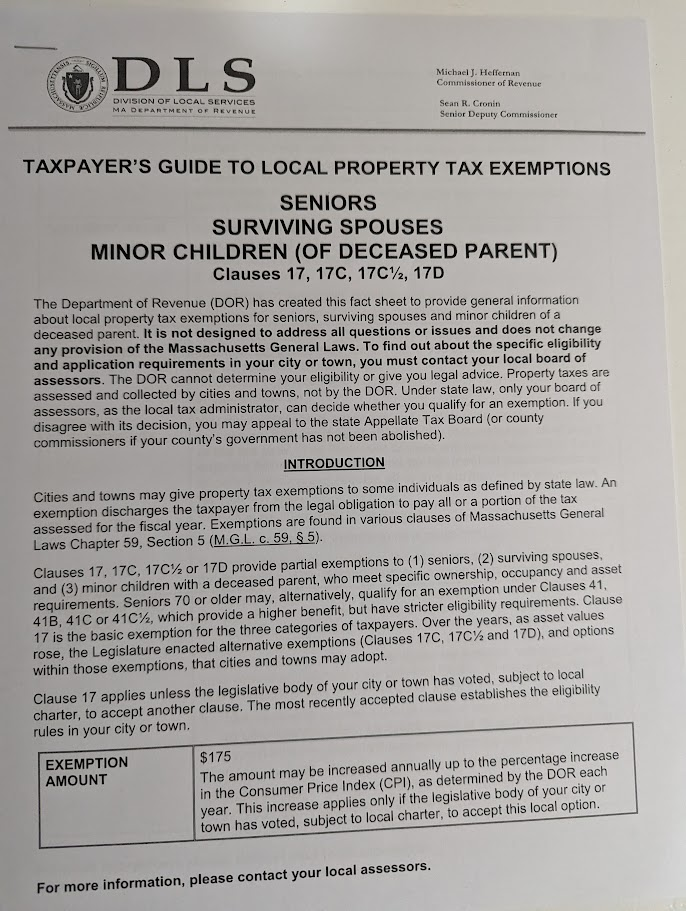 DLS
DIVISION OF LOCAL SERVICES
MA DEPARTMENT OF REVENUE
Michael J. Heffernan
Commissioner of Revenue
Sean R. Cronin
Senior Deputy Commissioner
TAXPAYER'S GUIDE TO LOCAL PROPERTY TAX EXEMPTIONS
SENIORS
SURVIVING SPOUSES
MINOR CHILDREN (OF DECEASED PARENT)
Clauses 17, 17C, 17C½, 17D
The Department of Revenue (DOR) has created this fact sheet to provide general information
about local property tax exemptions for seniors, surviving spouses and minor children of a
deceased parent. It is not designed to address all questions or issues and does not change
any provision of the Massachusetts General Laws. To find out about the specific eligibility
and application requirements in your city or town, you must contact your local board of
assessors. The DOR cannot determine your eligibility or give you legal advice. Property taxes are
assessed and collected by cities and towns, not by the DOR. Under state law, only your board of
assessors, as the local tax administrator, can decide whether you qualify for an exemption. If you
disagree with its decision, you may appeal to the state Appellate Tax Board (or county
commissioners if your county's government has not been abolished).
INTRODUCTION
Cities and towns may give property tax exemptions to some individuals as defined by state law. An
exemption discharges the taxpayer from the legal obligation to pay all or a portion of the tax
assessed for the fiscal year. Exemptions are found in various clauses of Massachusetts General
Laws Chapter 59, Section 5 (M.G.L. c. 59, § 5).
Clauses 17, 17C, 17C½ or 17D provide partial exemptions to (1) seniors, (2) surviving spouses,
and (3) minor children with a deceased parent, who meet specific ownership, occupancy and asset
requirements. Seniors 70 or older may, alternatively, qualify for an exemption under Clauses 41,
41B, 41C or 41C½, which provide a higher benefit, but have stricter eligibility requirements. Clause
17 is the basic exemption for the three categories of taxpayers. Over the years, as asset values
rose, the Legislature enacted alternative exemptions (Clauses 17C, 17C½ and 17D), and options
within those exemptions, that cities and towns may adopt.
Clause 17 applies unless the legislative body of your city or town has voted, subject to local
charter, to accept another clause. The most recently accepted clause establishes the eligibility
rules in your city or town.
EXEMPTION
AMOUNT
$175
The amount may be increased annually up to the percentage increase
in the Consumer Price Index (CPI), as determined by the DOR each
year. This increase applies only if the legislative body of your city or
town has voted, subject to local charter, to accept this local option.
For more information, please contact your local assessors.